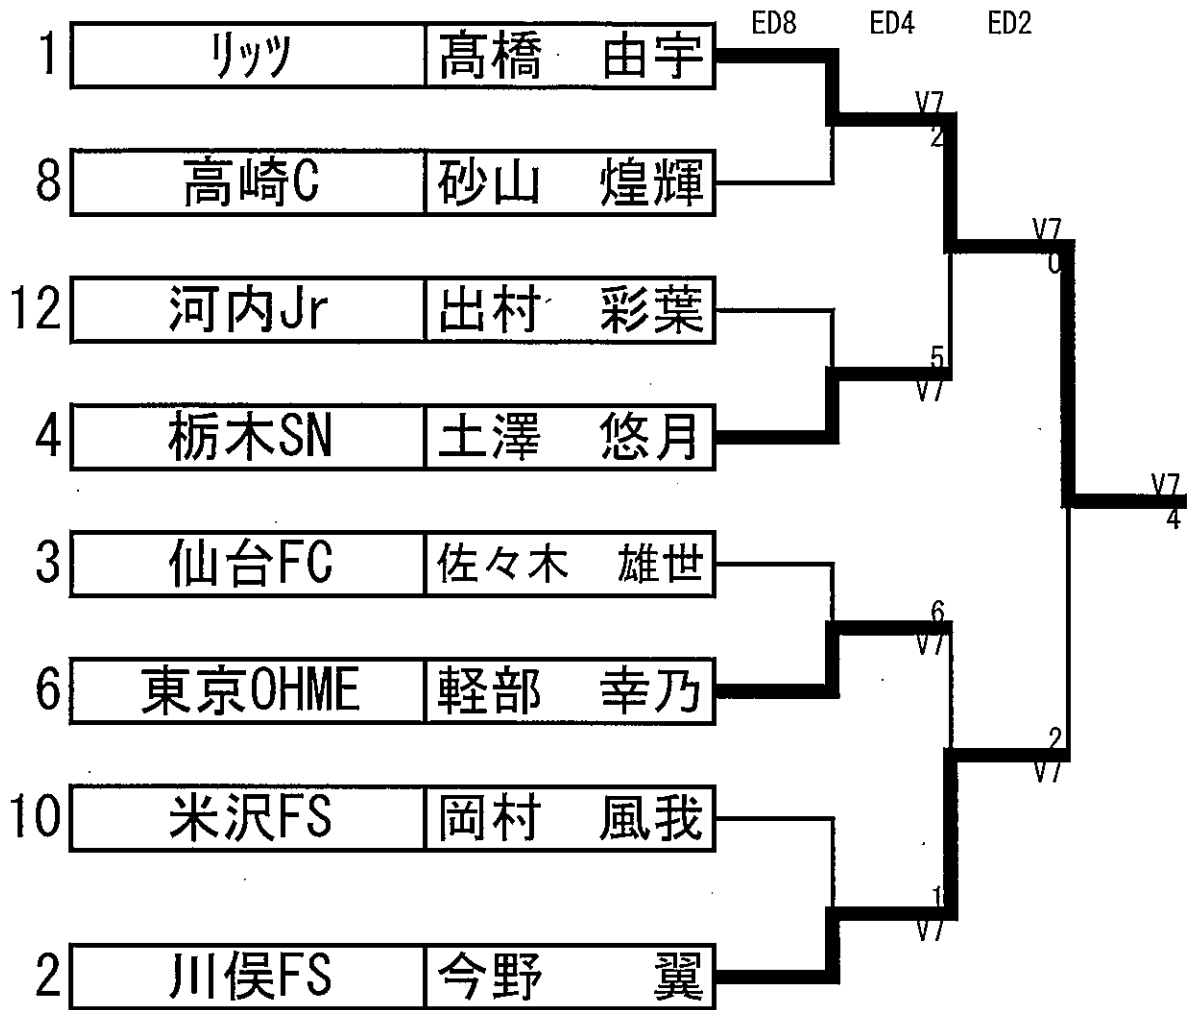 ED8 ED4 ED2
1 リッツ 髙橋 由宇
V7
2
8 高崎C 砂山 煌輝
V7
0
12 河内Jr 出村 彩葉
5
V7
4 栃木SN 土澤 悠月
V7
4
3 仙台FC 佐々木 雄世
6
V7
6 東京OHME 軽部 幸乃
2
V7
10 米沢FS 岡村 風我
1
V7
2 川俣FS 今野 翼